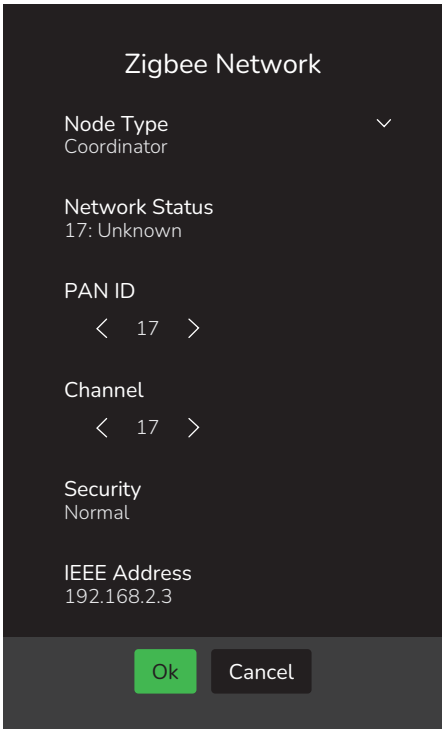 Zigbee Network
Node Type
Coordinator
Network Status
17: Unknown
PAN ID
17
Channel
17
Security
Normal
IEEE Address
192.168.2.3
Ok Cancel